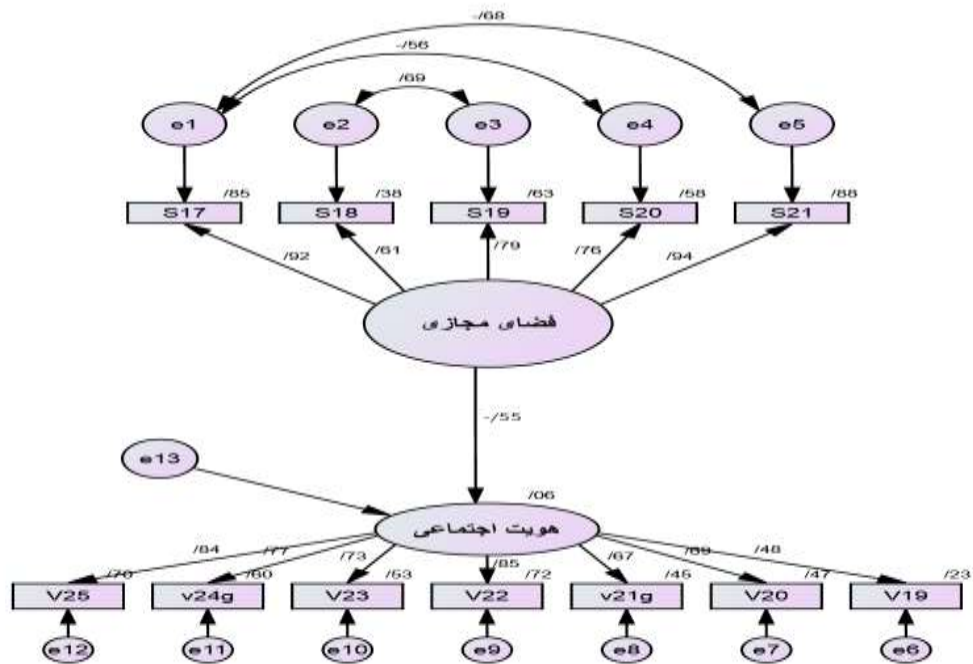 -/68
-/56
/69
e1 e2 e3 e4 e5
/85 /38 /63 /58 /88
S17 S18 S19 S20 S21
/92 /61 /79 /76 /94
فضای مجازی
-/55
e13
/06
هویت اجتماعی
/84 /77 /73 /85 /67 /69 /48
/70 /60 /53 /72 /45 /47 /23
V25 v24g V23 V22 v21g V20 V19
e12 e11 e10 e9 e8 e7 e6